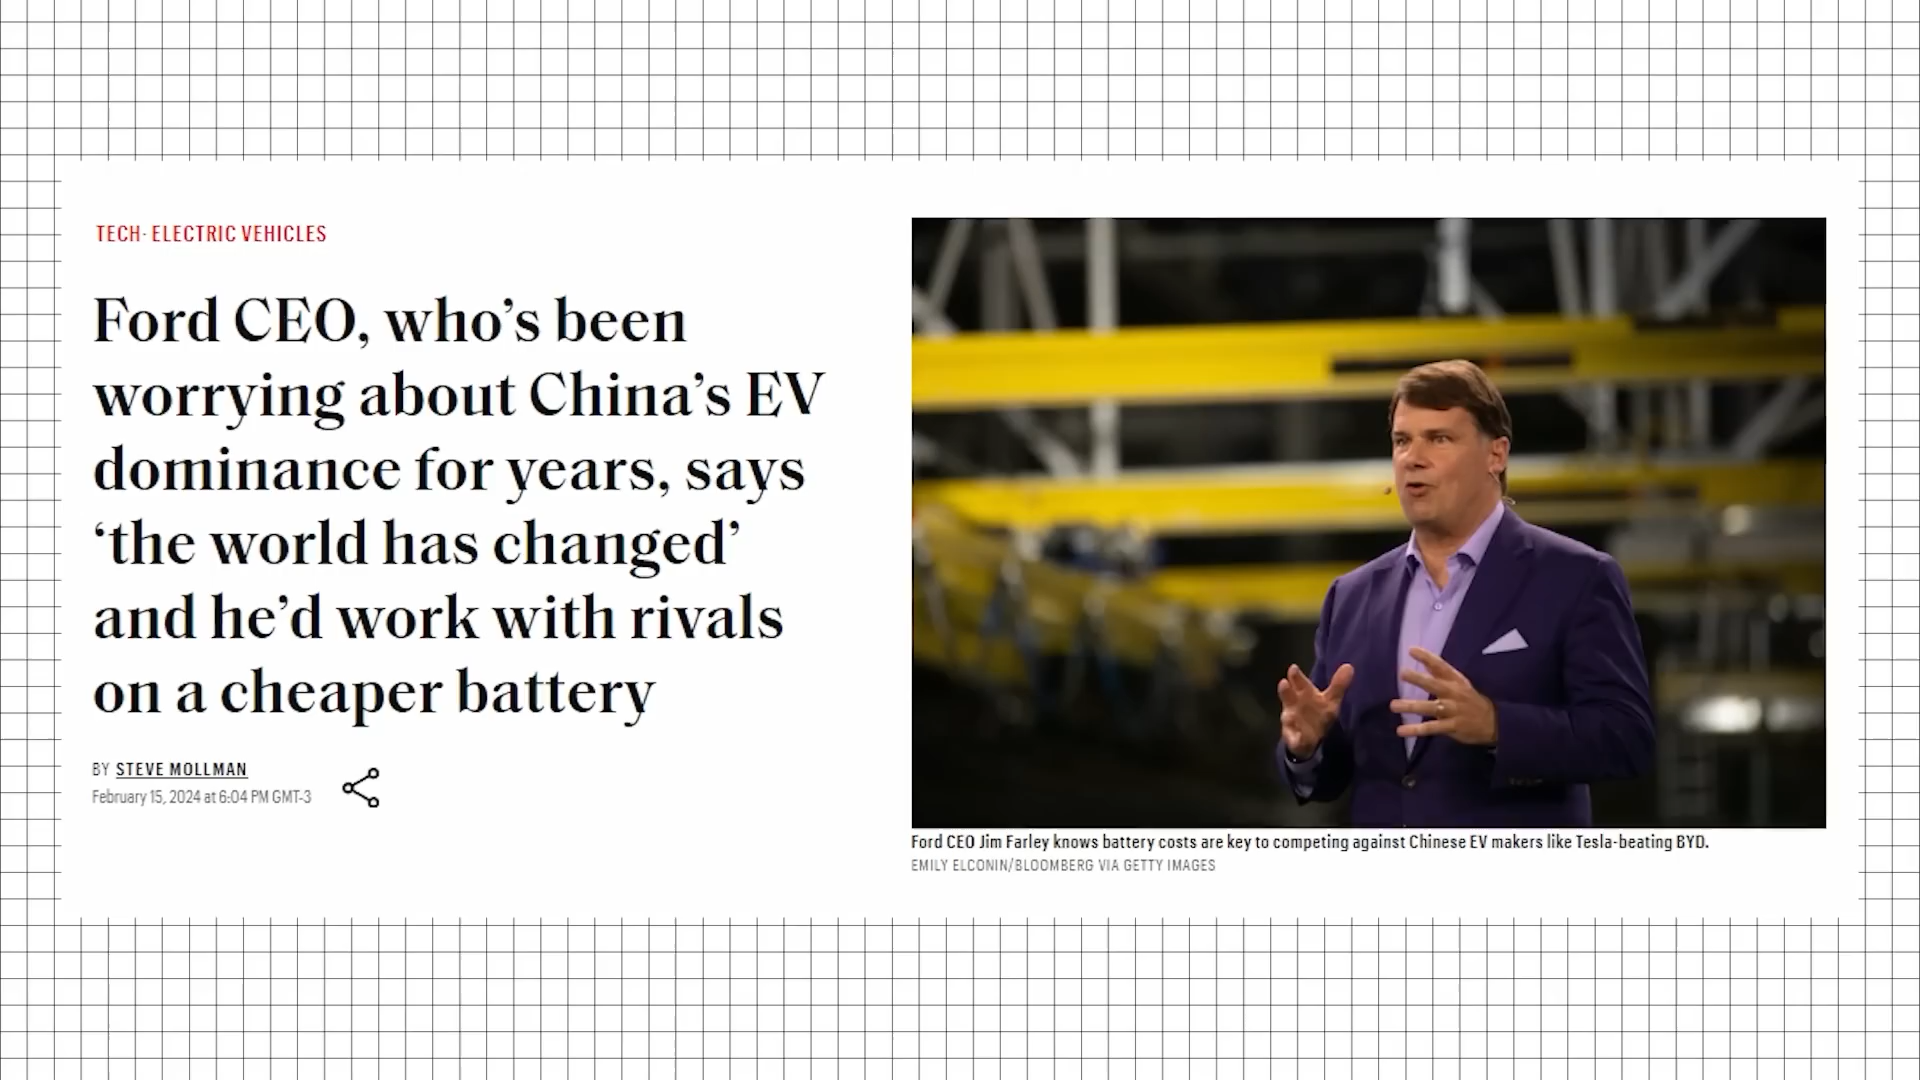 TECH· ELECTRIC VEHICLES
Ford CEO, who’s been
worrying about China’s EV
dominance for years, says
‘the world has changed’
and he’d work with rivals
on a cheaper battery
BY STEVE MOLLMAN
February 15, 2024 at 6:04 PM GMT-3
Ford CEO Jim Farley knows battery costs are key to competing against Chinese EV makers like Tesla-beating BYD.
EMILY ELCONIN/BLOOMBERG VIA GETTY IMAGES